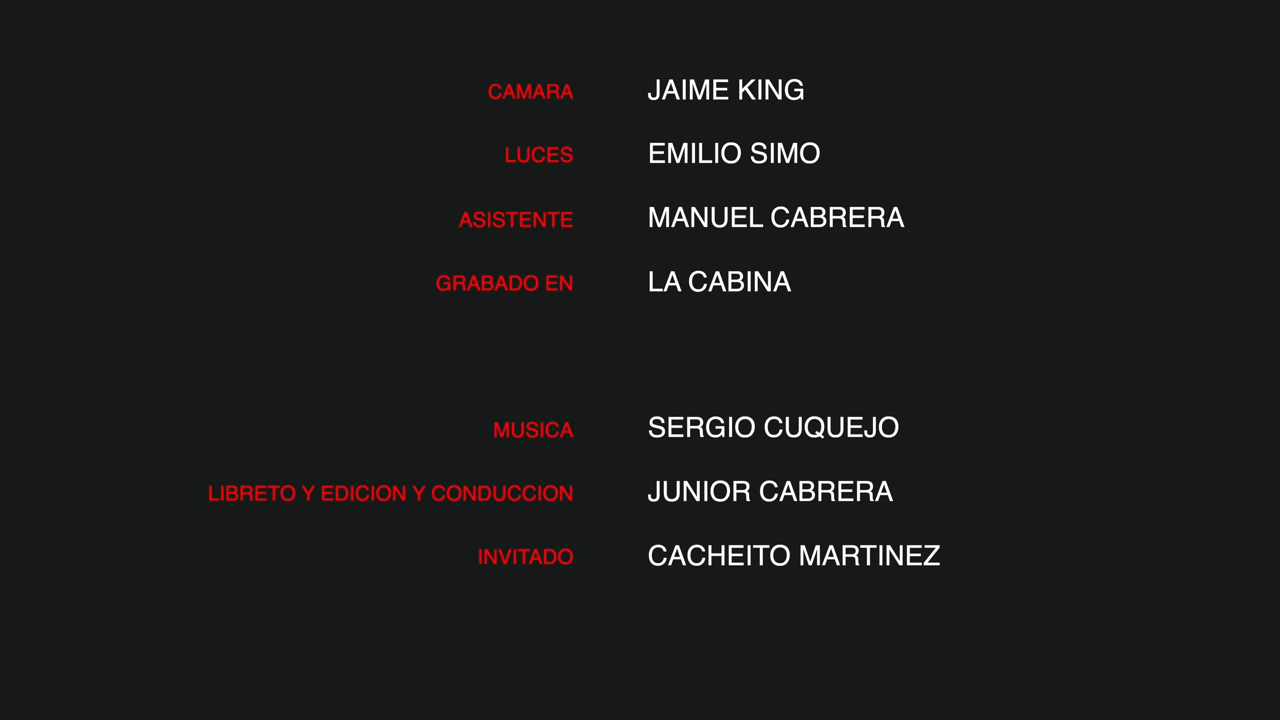 CAMARA JAIME KING
LUCES EMILIO SIMO
ASISTENTE MANUEL CABRERA
GRABADO EN LA CABINA
MUSICA SERGIO CUQUEJO
LIBRETO Y EDICION Y CONDUCCION JUNIOR CABRERA
INVITADO CACHEITO MARTINEZ